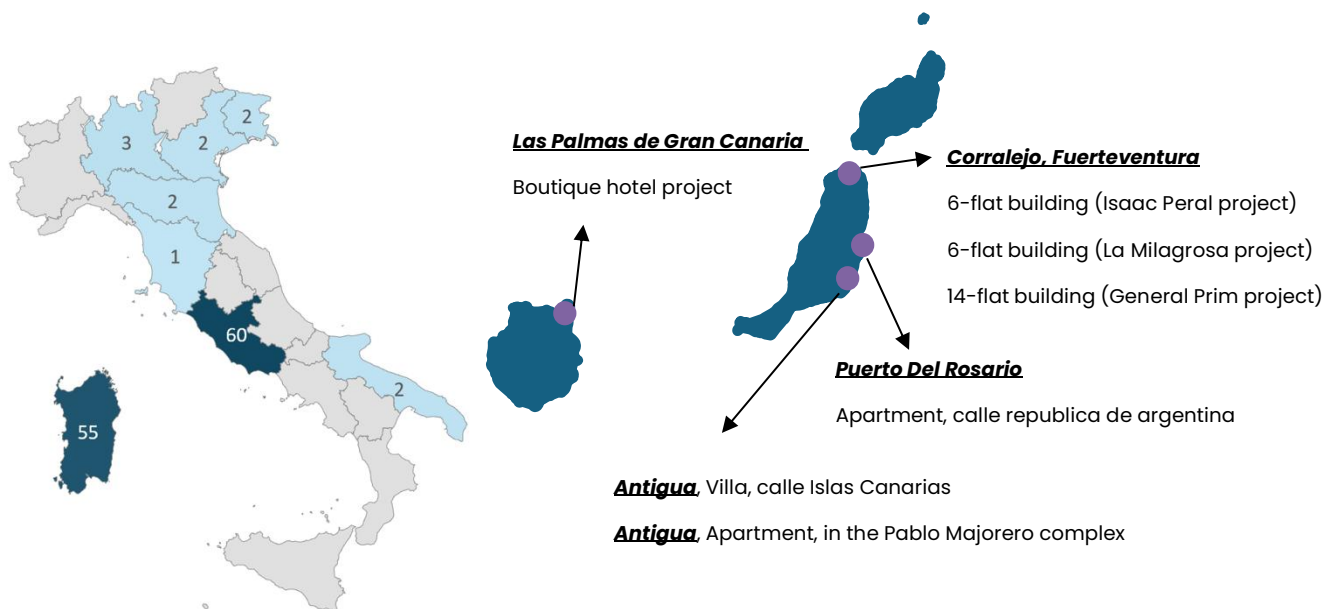 2
3
2
2
1
60
2
55
Las Palmas de Gran Canaria
Boutique hotel project
Corralejo, Fuerteventura
6-flat building (Isaac Peral project)
6-flat building (La Milagrosa project)
14-flat building (General Prim project)
Puerto Del Rosario
Apartment, calle republica de argentina
Antigua, Villa, calle Islas Canarias
Antigua, Apartment, in the Pablo Majorero complex